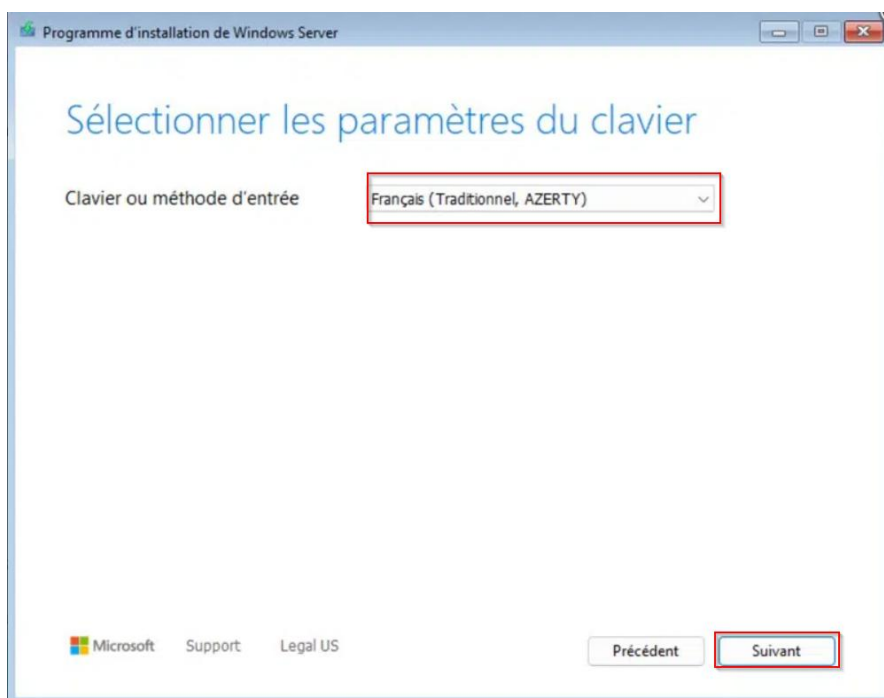 Programme d'installation de Windows Server
Sélectionner les paramètres du clavier
Clavier ou méthode d'entrée Français (Traditionnel, AZERTY)
Microsoft Support Legal US Précédent Suivant